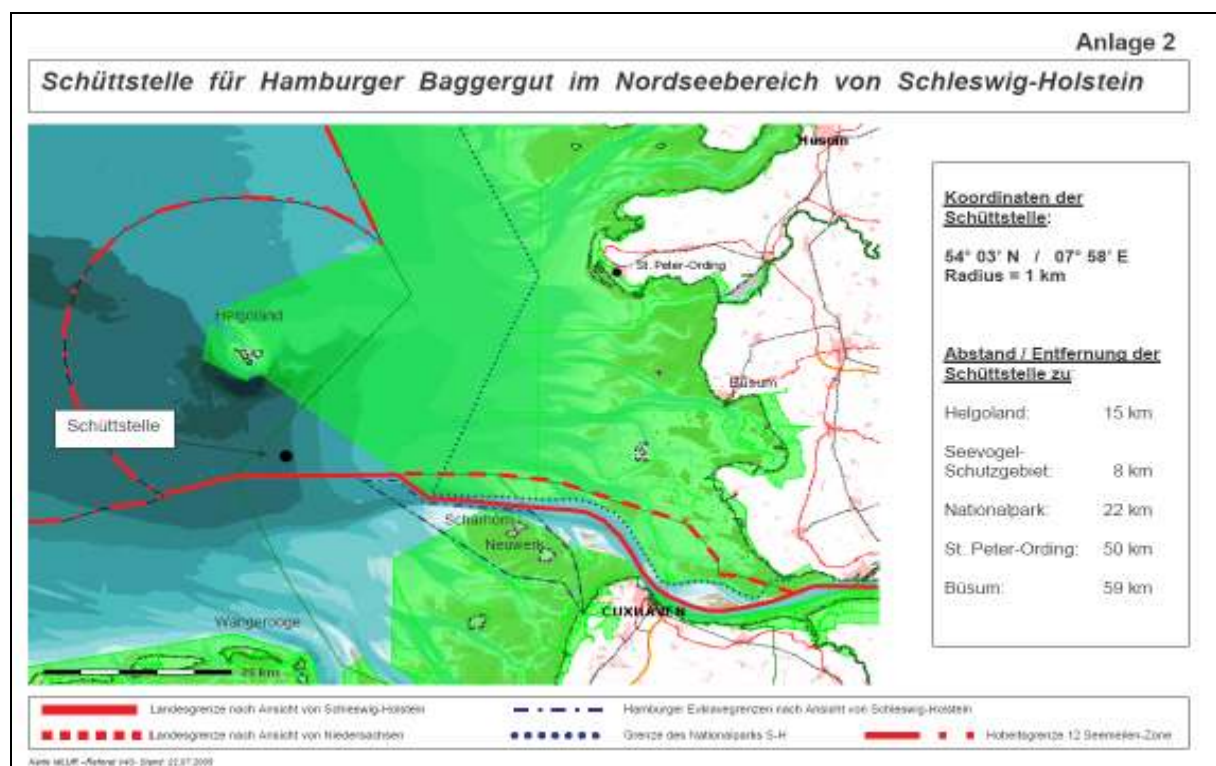 Anlage 2
Schüttstelle für Hamburger Baggergut im Nordseebereich von Schleswig-Holstein
Husum
St. Peter-Ording
Helgoland
Büsum
Schüttstelle
Scharhörn
Neuwerk
CUXHAVEN
Wangerooge
25 km
Koordinaten der
Schüttstelle:
54° 03' N / 07° 58' E
Radius = 1 km
Abstand / Entfernung der
Schüttstelle zu
Helgoland: 15 km
Seevogel-
Schutzgebiet: 8 km
Nationalpark: 22 km
St. Peter-Ording: 50 km
Büsum: 59 km
Landesgrenze nach Ansicht von Schleswig-Holstein
Hamburger Exklavegrenzen nach Ansicht von Schleswig-Holstein
Landesgrenze nach Ansicht von Niedersachsen
Grenze des Nationalparks S-H
Hoheitsgrenze 12 Seemeilen-Zone